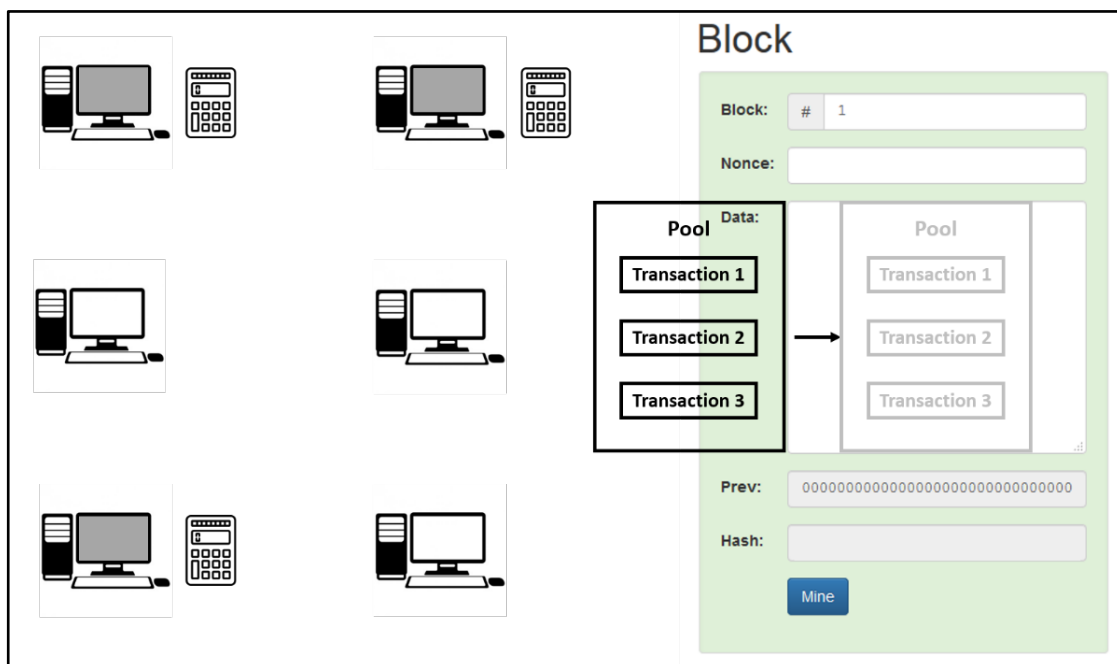 Block
Block: # 1
Nonce:
Data:
Pool
Transaction 1
Transaction 2
Transaction 3
Pool
Transaction 1
Transaction 2
Transaction 3
Prev: 00000000000000000000000000000000
Hash:
Mine